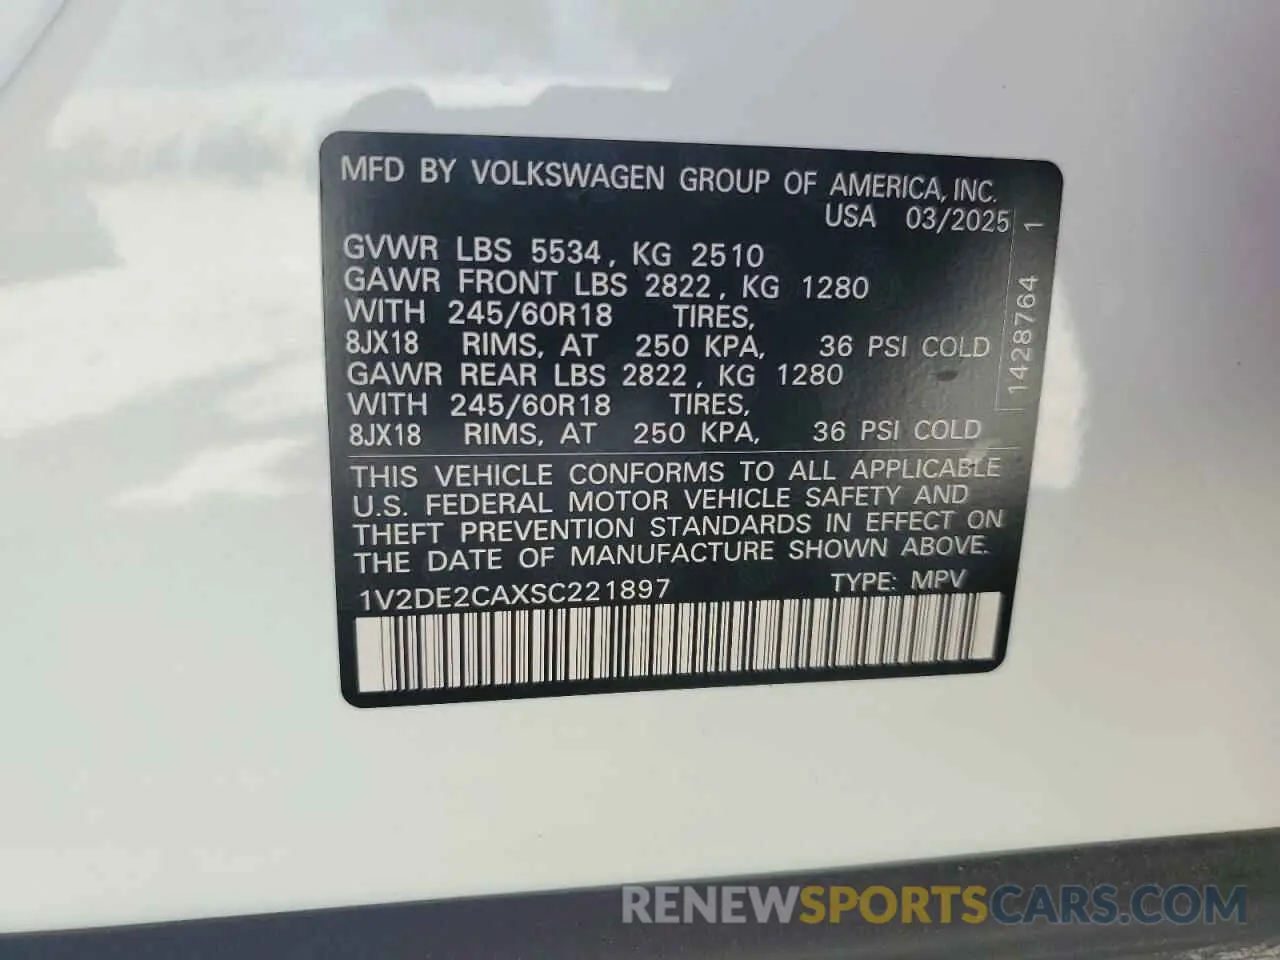 MFD BY VOLKSWAGEN GROUP OF AMERICA, INC.
USA 03/2025
GVWR LBS 5534, KG 2510
GAWR FRONT LBS 2822, KG 1280
WITH 245/60R18 TIRES,
8JX18 RIMS, AT 250 KPA, 36 PSI COLD
GAWR REAR LBS 2822, KG 1280
WITH 245/60R18 TIRES,
8JX18 RIMS, AT 250 KPA, 36 PSI COLD
1428764 1
THIS VEHICLE CONFORMS TO ALL APPLICABLE
U.S. FEDERAL MOTOR VEHICLE SAFETY AND
THEFT PREVENTION STANDARDS IN EFFECT ON
THE DATE OF MANUFACTURE SHOWN ABOVE.
1V2DE2CAXSC221897 TYPE: MPV
RENEWSPORTSCARS.COM